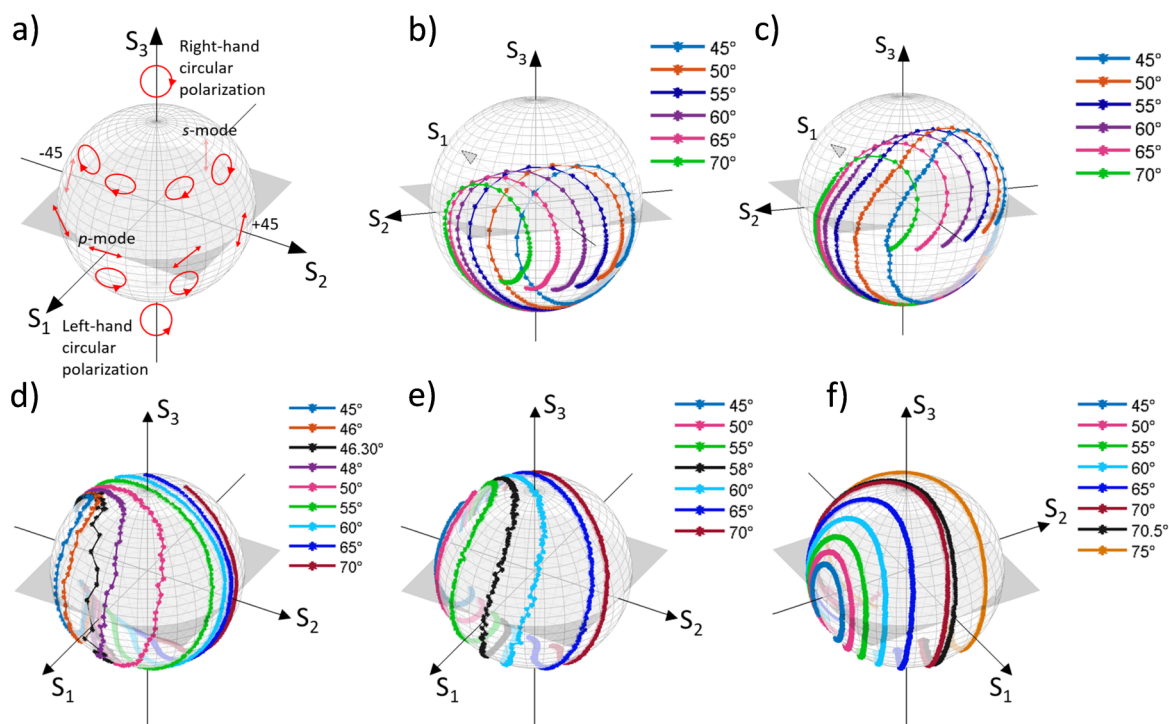 a)
S3
Right-hand
circular
polarization
s-mode
-45
+45
p-mode
S2
S1
Left-hand
circular
polarization
b)
S3
S1
S2
45°
50°
55°
60°
65°
70°
c)
S3
S1
S2
45°
50°
55°
60°
65°
70°
d)
S3
S2
S1
45°
46°
46.30°
48°
50°
55°
60°
65°
70°
e)
S3
S2
S1
45°
50°
55°
58°
60°
65°
70°
f)
S3
S2
S1
45°
50°
55°
60°
65°
70°
70.5°
75°